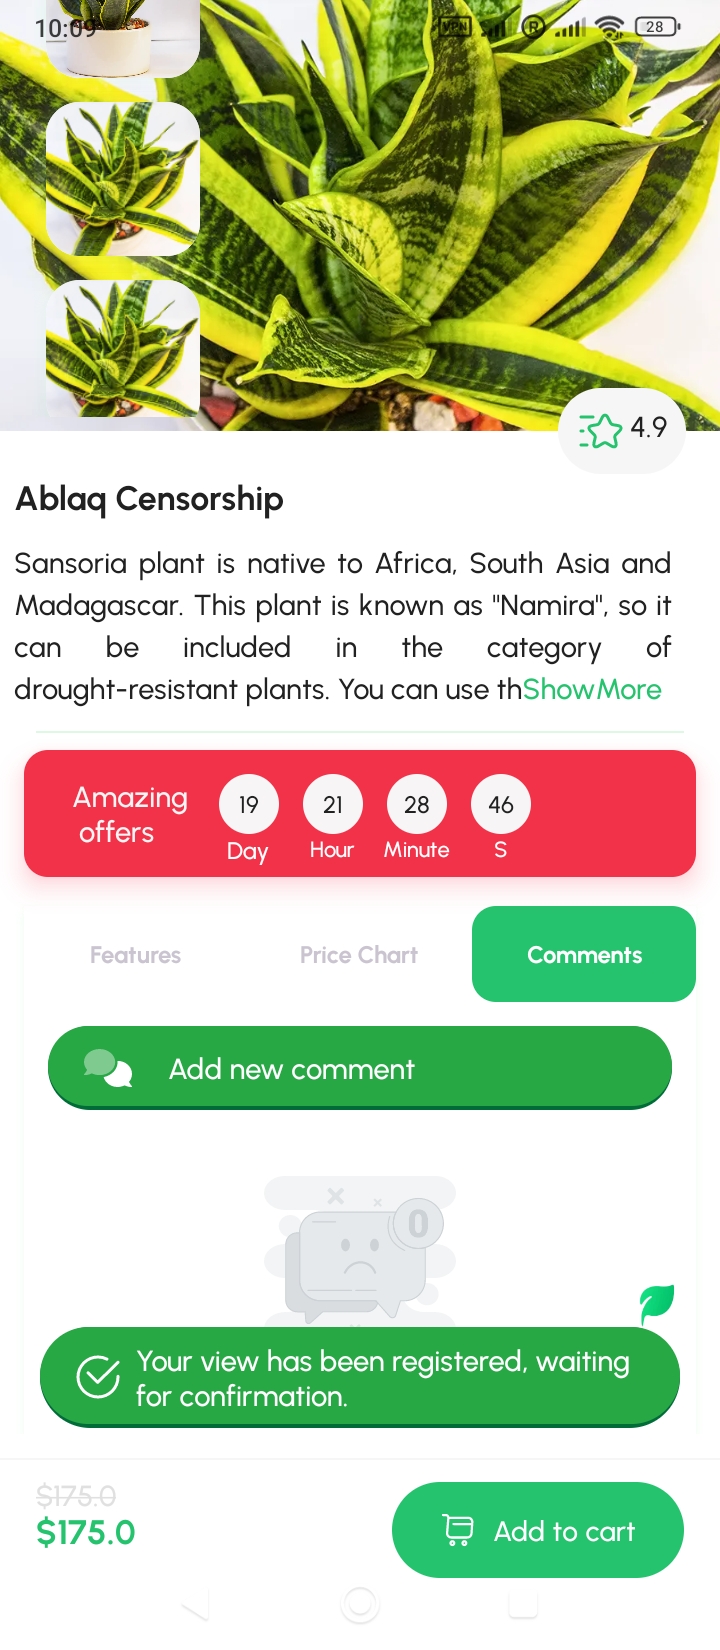 10:09
VPN
R
28
4.9
Ablaq Censorship
Sansoria plant is native to Africa, South Asia and
Madagascar. This plant is known as "Namira", so it
can be included in the category of
drought-resistant plants. You can use thShowMore
Amazing
offers
19 21 28 46
Day Hour Minute S
Features Price Chart Comments
Add new comment
0
Your view has been registered, waiting
for confirmation.
$175.0
$175.0
Add to cart